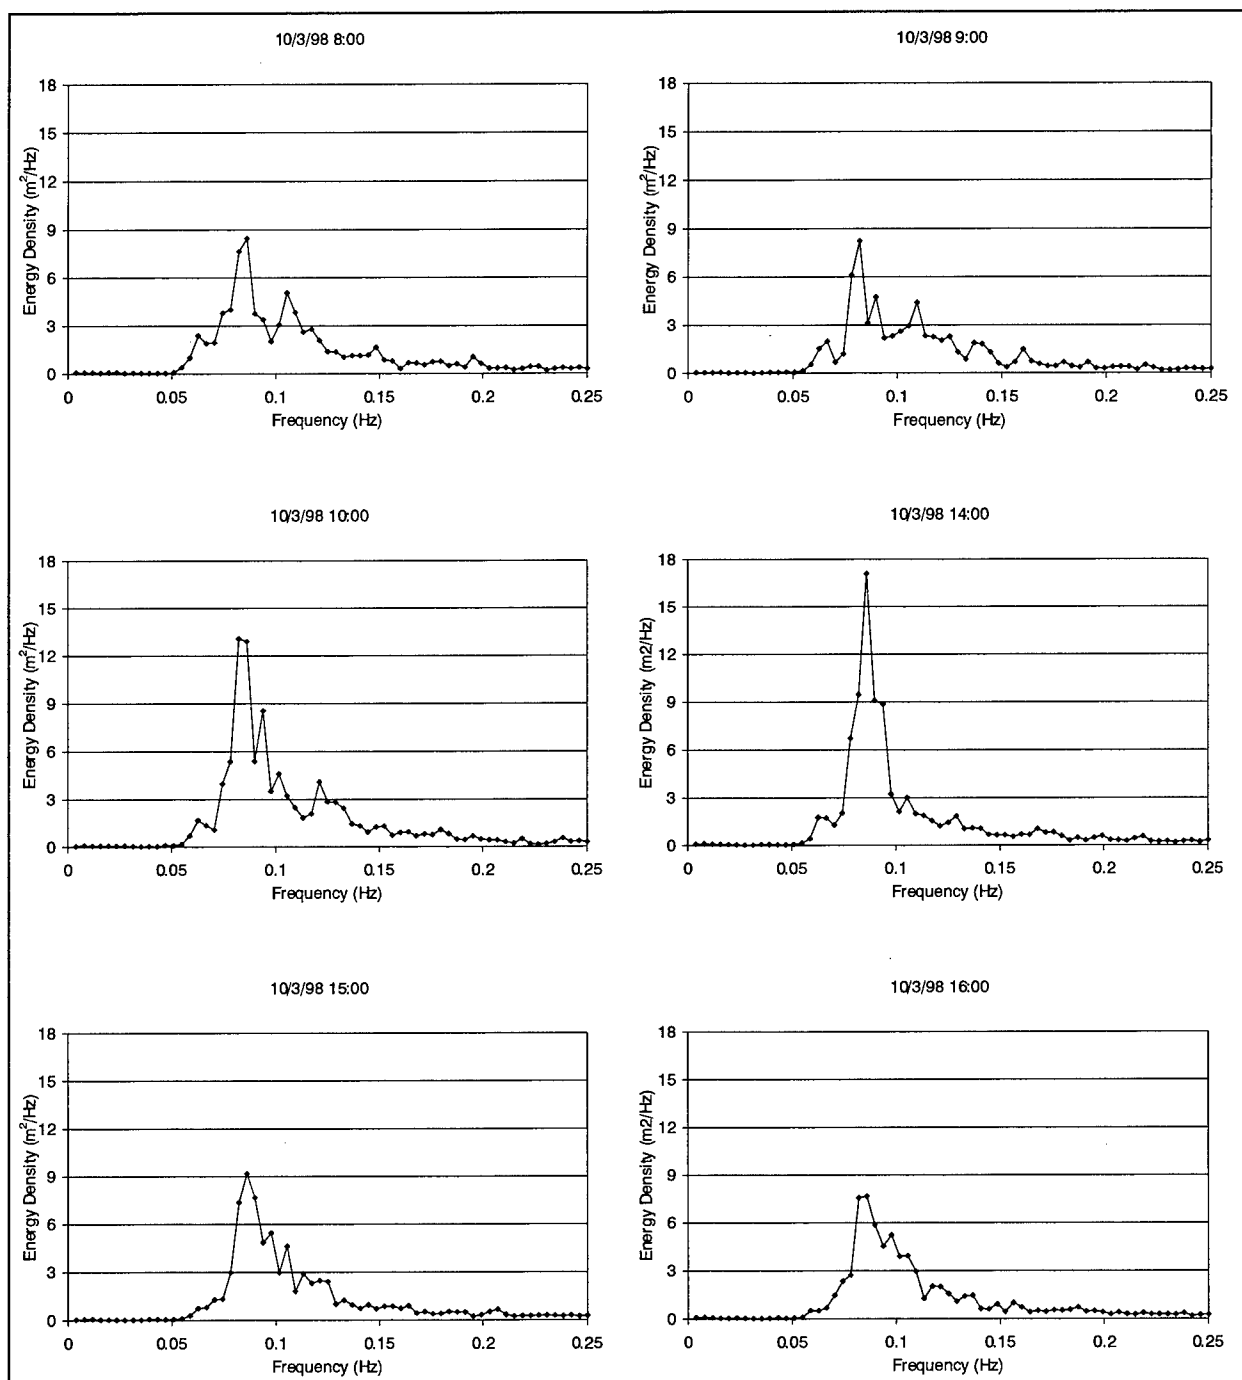 10/3/98 8:00
Energy Density (m²/Hz)
18
15
12
9
6
3
0
0 0.05 0.1 0.15 0.2 0.25
Frequency (Hz)
10/3/98 9:00
Energy Density (m²/Hz)
18
15
12
9
6
3
0
0 0.05 0.1 0.15 0.2 0.25
Frequency (Hz)
10/3/98 10:00
Energy Density (m²/Hz)
18
15
12
9
6
3
0
0 0.05 0.1 0.15 0.2 0.25
Frequency (Hz)
10/3/98 14:00
Energy Density (m2/Hz)
18
15
12
9
6
3
0
0 0.05 0.1 0.15 0.2 0.25
Frequency (Hz)
10/3/98 15:00
Energy Density (m²/Hz)
18
15
12
9
6
3
0
0 0.05 0.1 0.15 0.2 0.25
Frequency (Hz)
10/3/98 16:00
Energy Density (m2/Hz)
18
15
12
9
6
3
0
0 0.05 0.1 0.15 0.2 0.25
Frequency (Hz)